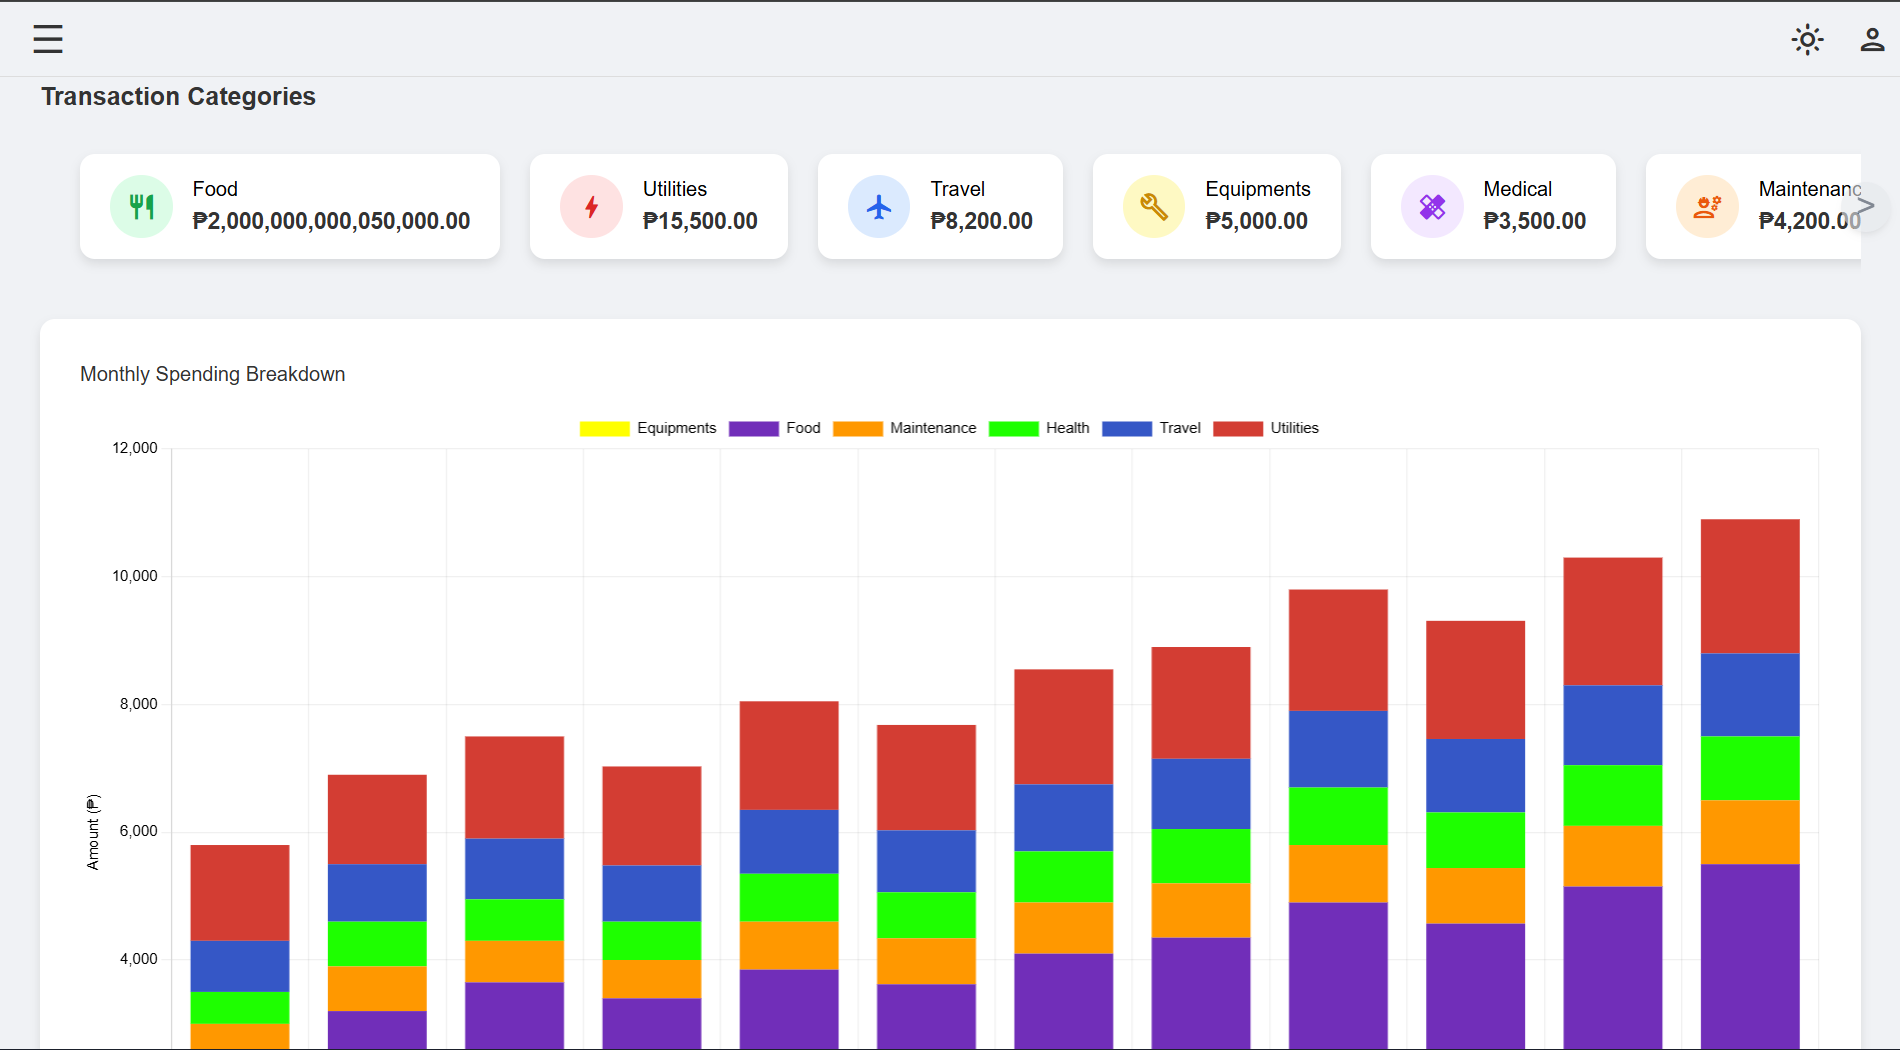 Transaction Categories
Food
₱2,000,000,000,050,000.00
Utilities
₱15,500.00
Travel
₱8,200.00
Equipments
₱5,000.00
Medical
₱3,500.00
Maintenanc
₱4,200.00
>
Monthly Spending Breakdown
Equipments Food Maintenance Health Travel Utilities
12,000
10,000
8,000
6,000
4,000
Amount (₱)